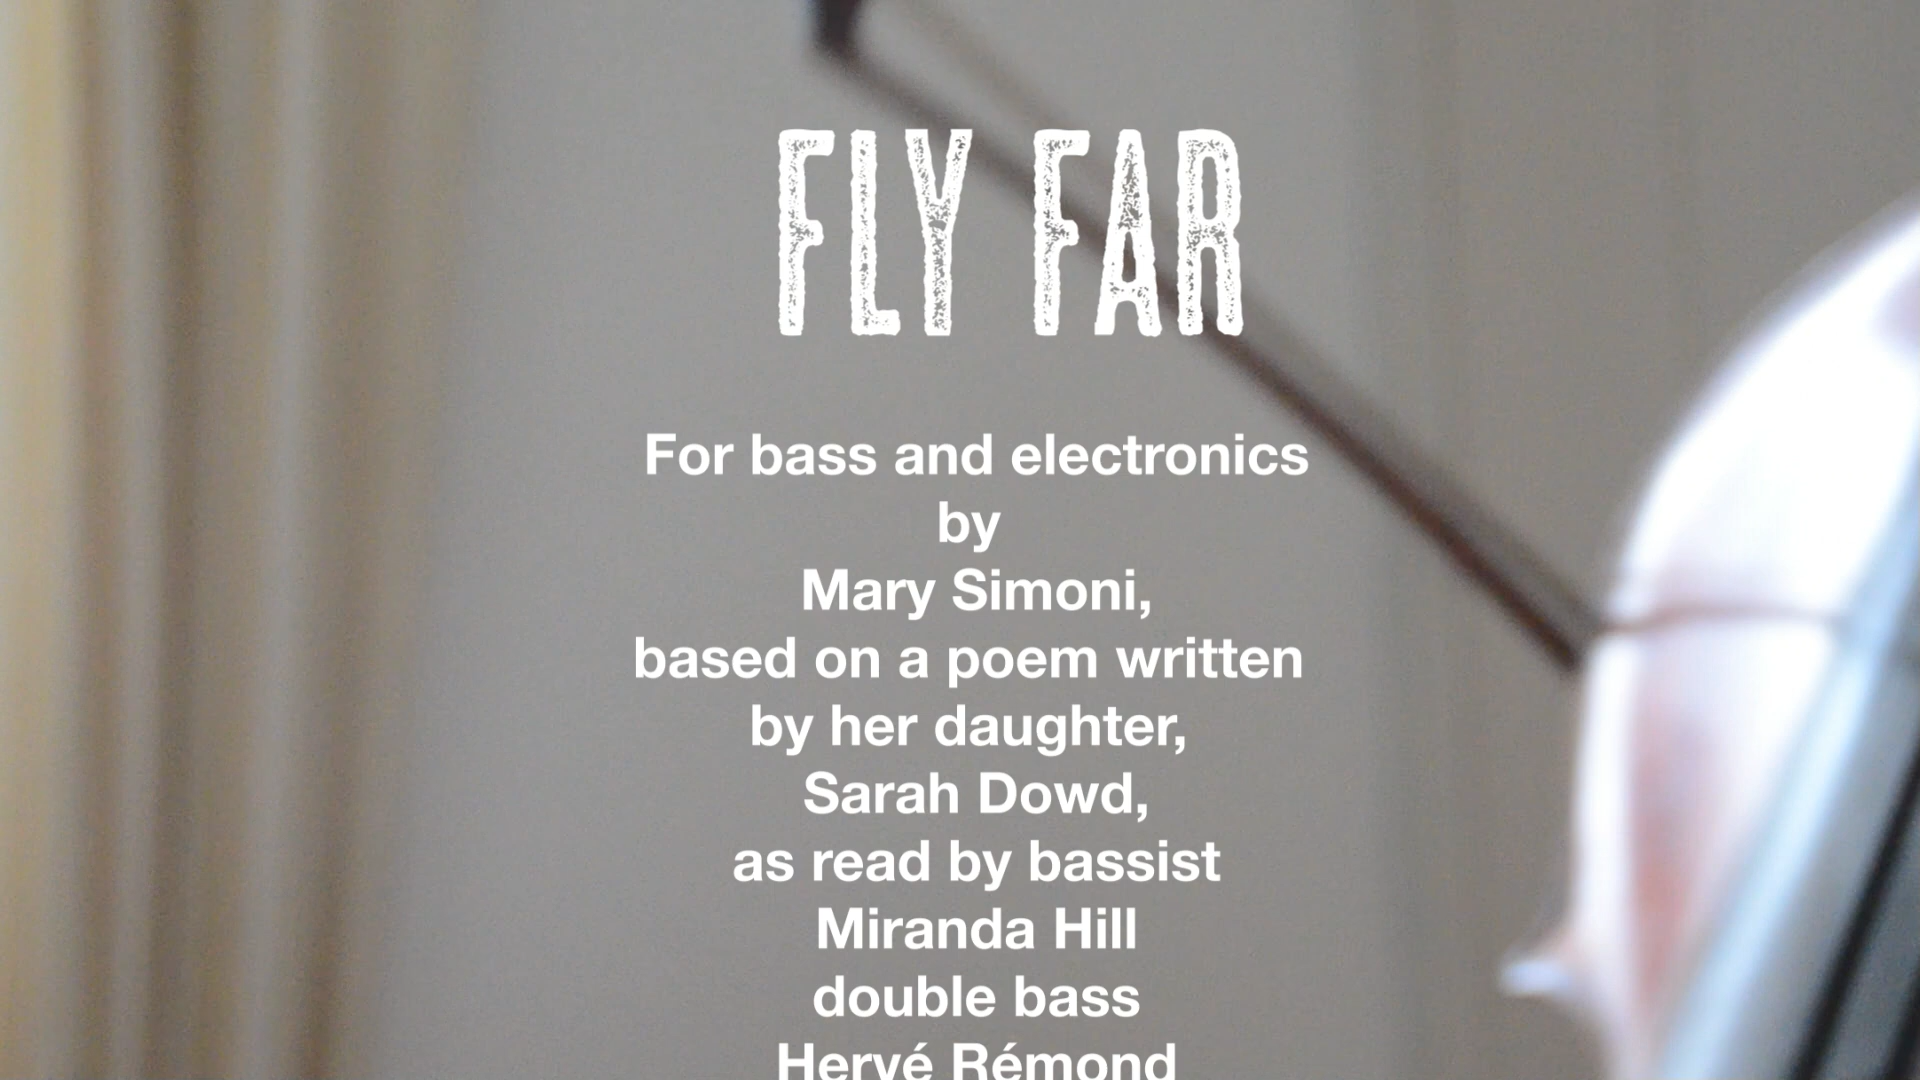 FLY FAR
For bass and electronics
by
Mary Simoni,
based on a poem written
by her daughter,
Sarah Dowd,
as read by bassist
Miranda Hill
double bass
Hervé Rémond